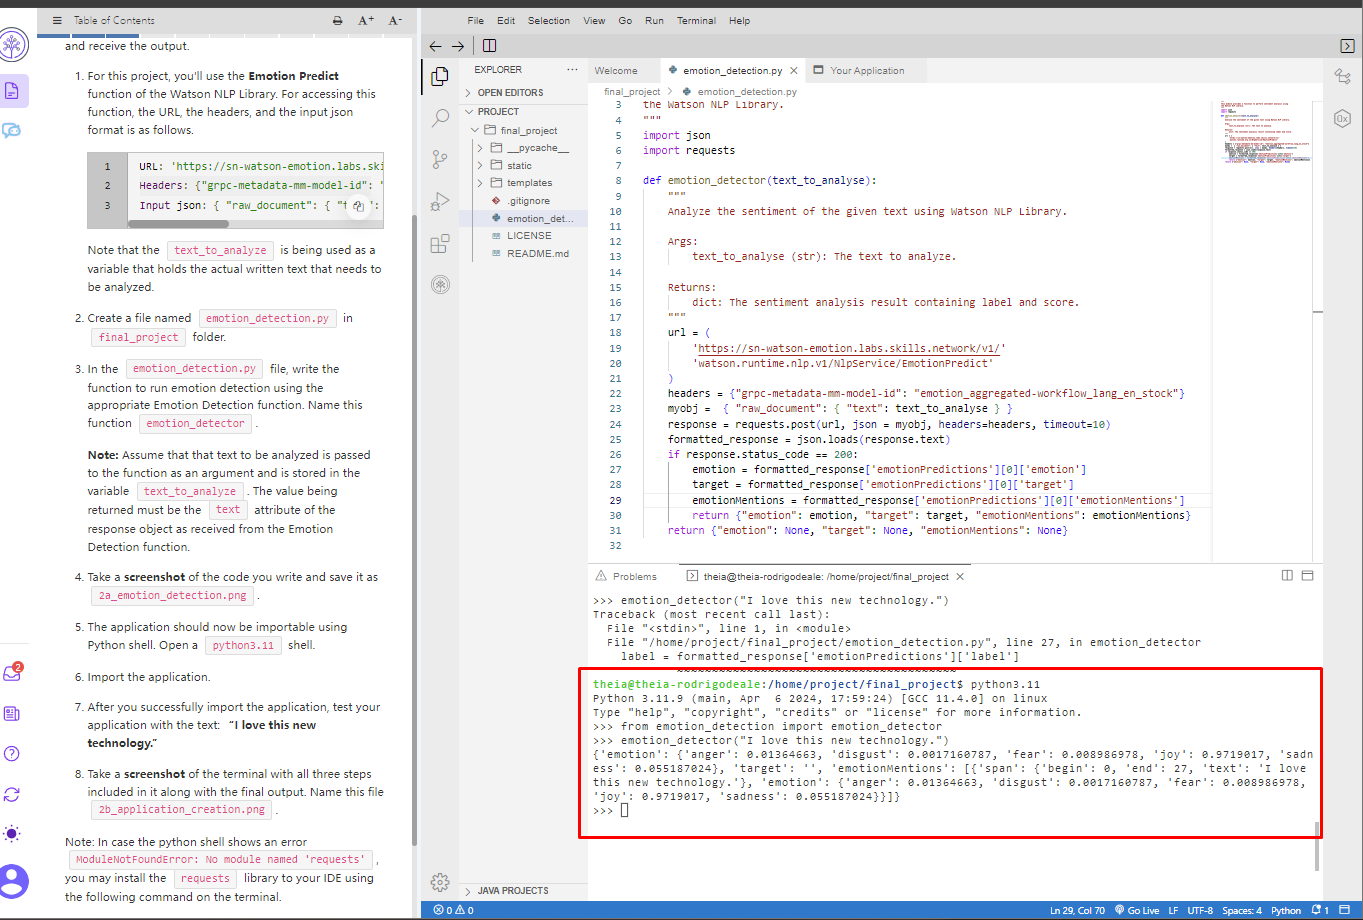 Table of Contents
A+ A-
and receive the output.
1. For this project, you'll use the Emotion Predict
function of the Watson NLP Library. For accessing
this function, the URL, the headers, and the input json
format is as follows.
1 URL: 'https://sn-watson-emotion.labs.ski
2 Headers: {"grpc-metadata-mm-model-id": "
3 Input json: { "raw_document": { "t :
Note that the text_to_analyze is being used as a
variable that holds the actual written text that needs to
be analyzed.
2. Create a file named emotion_detection.py in
final_project folder.
3. In the emotion_detection.py file, write the
function to run emotion detection using the
appropriate Emotion Detection function. Name this
function emotion_detector .
Note: Assume that that text to be analyzed is passed
to the function as an argument and is stored in the
variable text_to_analyze . The value being
returned must be the text attribute of the
response object as received from the Emotion
Detection function.
4. Take a screenshot of the code you write and save it as
2a_emotion_detection.png .
5. The application should now be importable using
Python shell. Open a python3.11 shell.
6. Import the application.
7. After you successfully import the application, test your
application with the text: “I love this new
technology.”
8. Take a screenshot of the terminal with all three steps
included in it along with the final output. Name this file
2b_application_creation.png .
Note: In case the python shell shows an error
ModuleNotFoundError: No module named 'requests' ,
you may install the requests library to your IDE using
the following command on the terminal.
2
File Edit Selection View Go Run Terminal Help
EXPLORER ...
OPEN EDITORS
PROJECT
final_project
__pycache__
static
templates
.gitignore
emotion_det...
LICENSE
README.md
JAVA PROJECTS
Welcome emotion_detection.py Your Application
final_project > emotion_detection.py
3 the Watson NLP Library.
4 """
5 import json
6 import requests
7
8 def emotion_detector(text_to_analyse):
9 """
10 Analyze the sentiment of the given text using Watson NLP Library.
11
12 Args:
13 text_to_analyse (str): The text to analyze.
14
15 Returns:
16 dict: The sentiment analysis result containing label and score.
17 """
18 url = (
19 'https://sn-watson-emotion.labs.skills.network/v1/'
20 'watson.runtime.nlp.v1/NlpService/EmotionPredict'
21 )
22 headers = {"grpc-metadata-mm-model-id": "emotion_aggregated-workflow_lang_en_stock"}
23 myobj = { "raw_document": { "text": text_to_analyse } }
24 response = requests.post(url, json = myobj, headers=headers, timeout=10)
25 formatted_response = json.loads(response.text)
26 if response.status_code == 200:
27 emotion = formatted_response['emotionPredictions'][0]['emotion']
28 target = formatted_response['emotionPredictions'][0]['target']
29 emotionMentions = formatted_response['emotionPredictions'][0]['emotionMentions']
30 return {"emotion": emotion, "target": target, "emotionMentions": emotionMentions}
31 return {"emotion": None, "target": None, "emotionMentions": None}
32
Problems theia@theia-rodrigodeale: /home/project/final_project
>>> emotion_detector("I love this new technology.")
Traceback (most recent call last):
File "<stdin>", line 1, in <module>
File "/home/project/final_project/emotion_detection.py", line 27, in emotion_detector
label = formatted_response['emotionPredictions']['label']
theia@theia-rodrigodeale:/home/project/final_project$ python3.11
Python 3.11.9 (main, Apr 6 2024, 17:59:24) [GCC 11.4.0] on linux
Type "help", "copyright", "credits" or "license" for more information.
>>> from emotion_detection import emotion_detector
>>> emotion_detector("I love this new technology.")
{'emotion': {'anger': 0.01364663, 'disgust': 0.0017160787, 'fear': 0.008986978, 'joy': 0.9719017, 'sadn
ess': 0.055187024}, 'target': '', 'emotionMentions': [{'span': {'begin': 0, 'end': 27, 'text': 'I love
this new technology.'}, 'emotion': {'anger': 0.01364663, 'disgust': 0.0017160787, 'fear': 0.008986978,
'joy': 0.9719017, 'sadness': 0.055187024}}]}
>>>
0 0 Ln 29, Col 70 Go Live LF UTF-8 Spaces: 4 Python 1